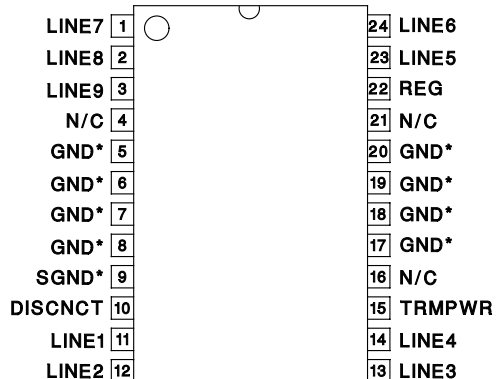 LINE7 1 24 LINE6
LINE8 2 23 LINE5
LINE9 3 22 REG
N/C 4 21 N/C
GND* 5 20 GND*
GND* 6 19 GND*
GND* 7 18 GND*
GND* 8 17 GND*
SGND* 9 16 N/C
DISCNCT 10 15 TRMPWR
LINE1 11 14 LINE4
LINE2 12 13 LINE3